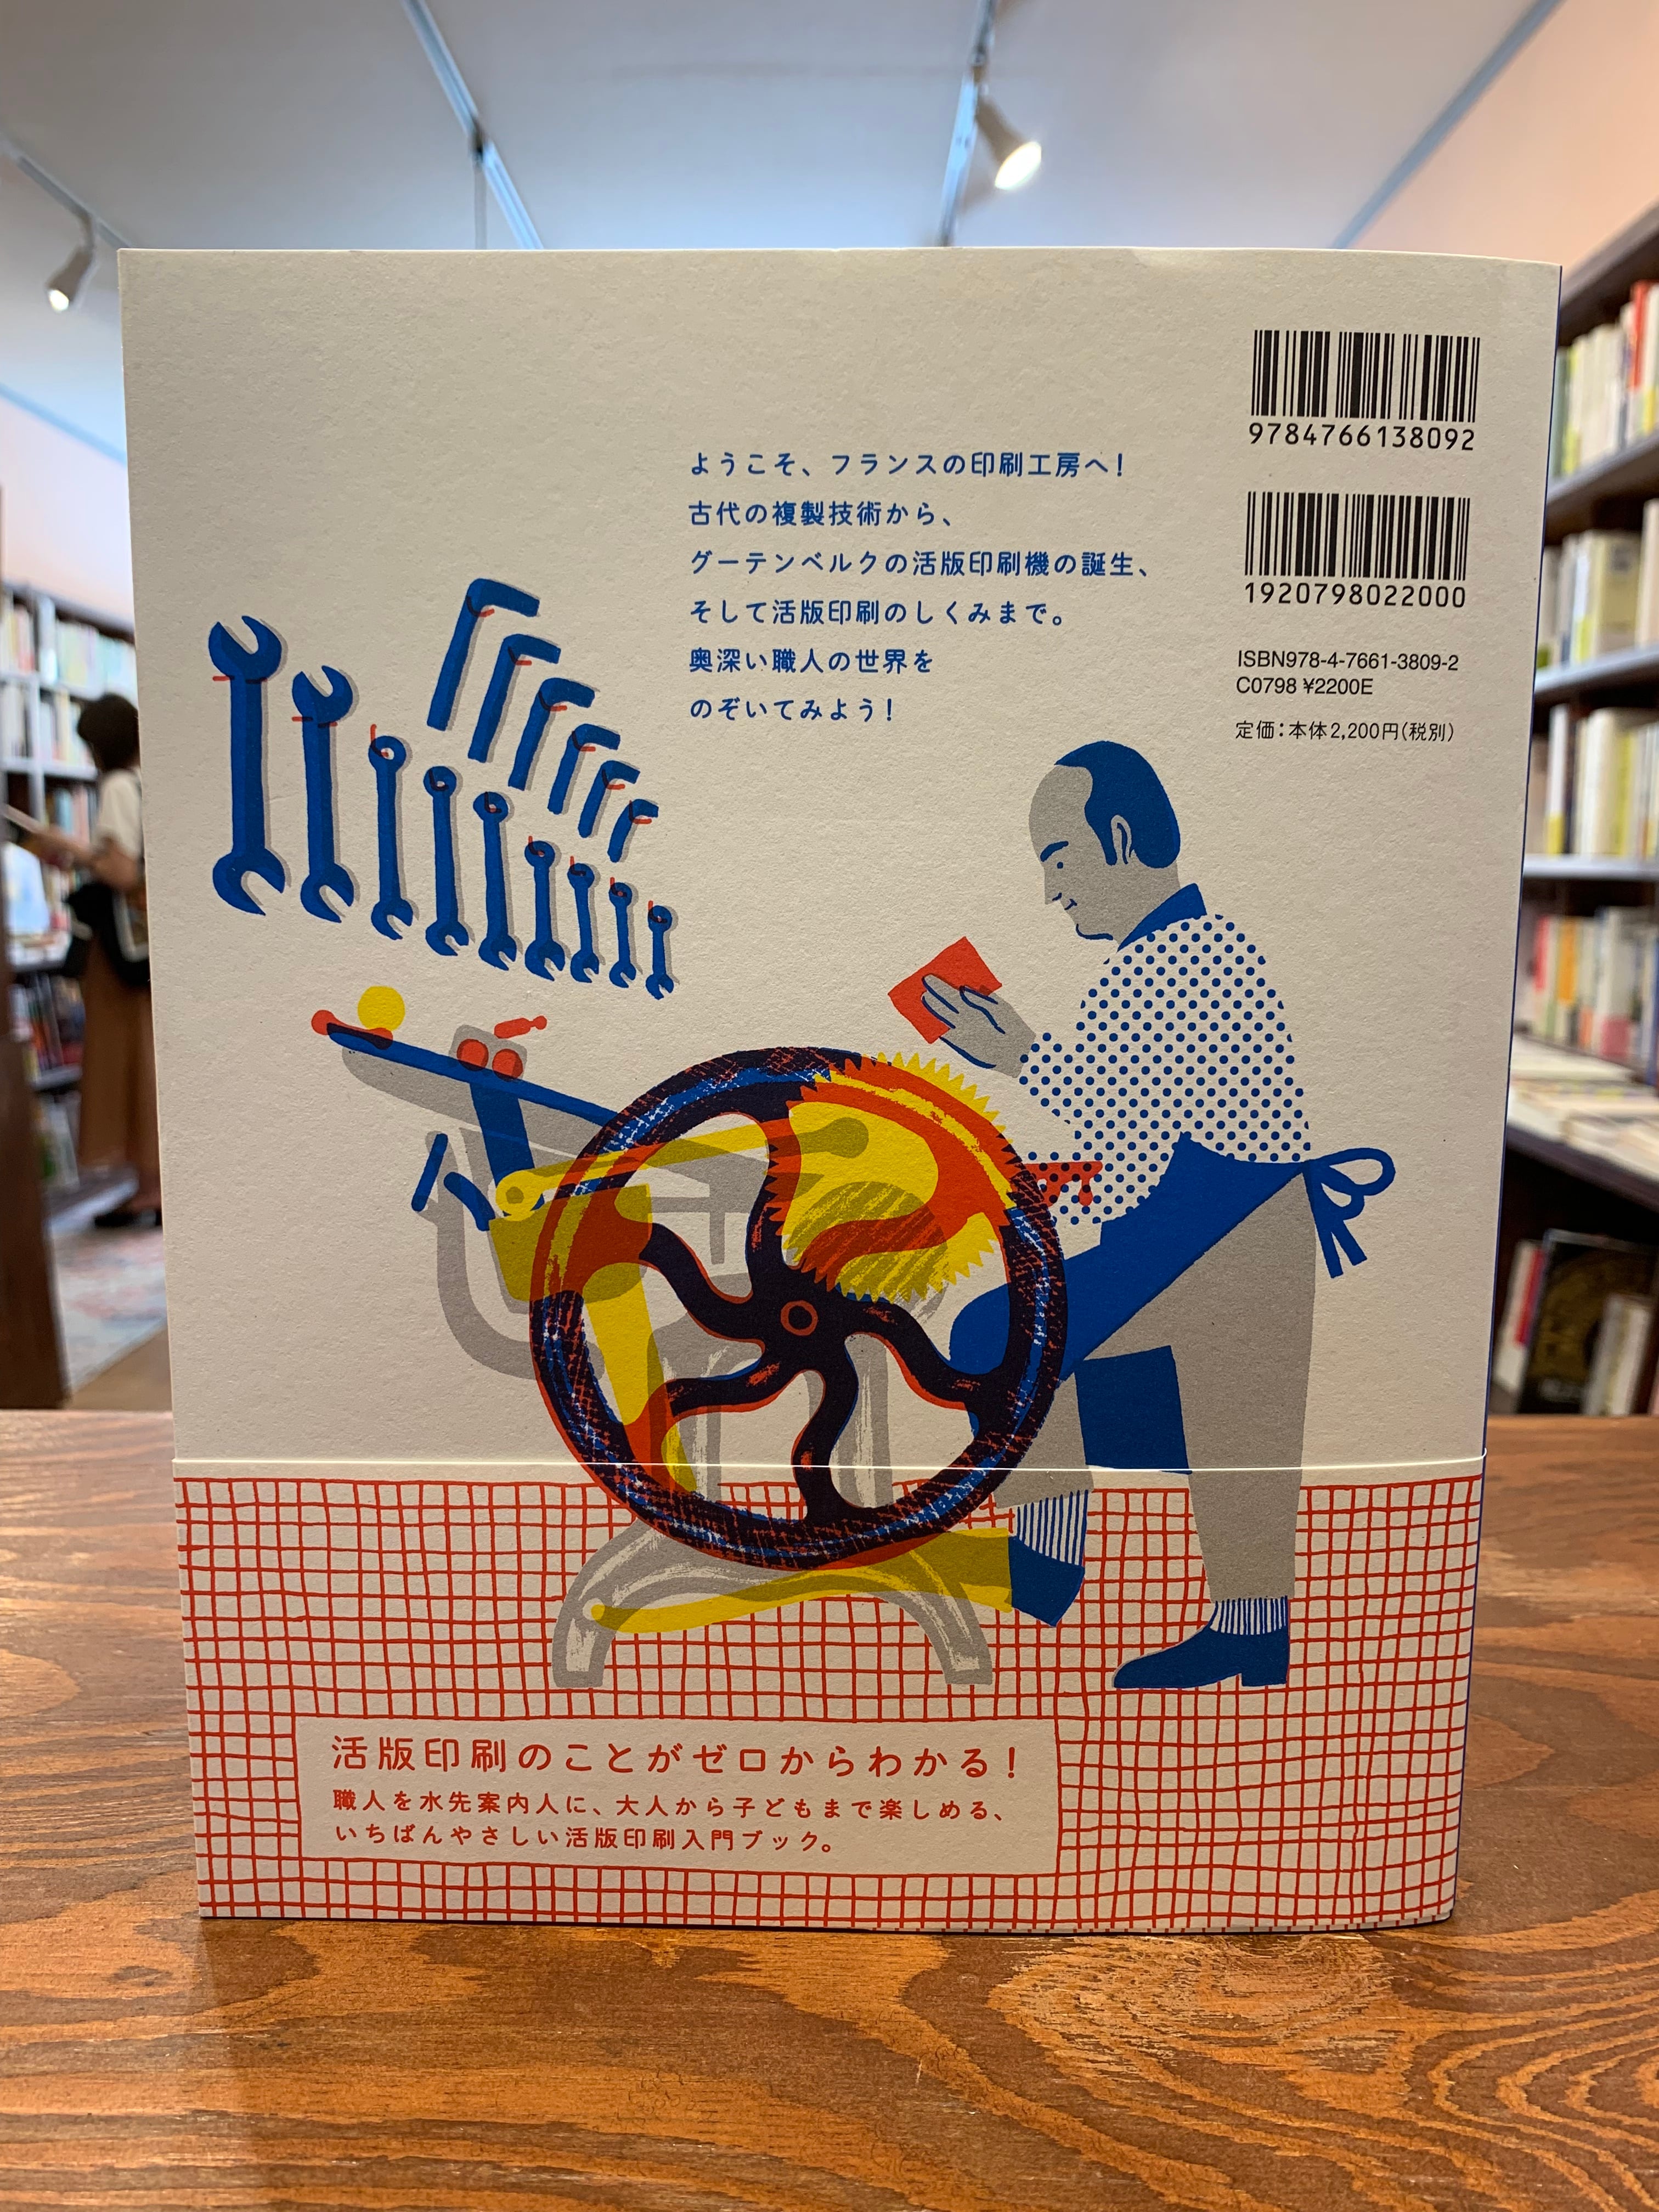 9784766138092
1920798022000
ISBN978-4-7661-3809-2
C0798 ¥2200E
定価：本体2,200円（税別）
ようこそ、フランスの印刷工房へ！
古代の複製技術から、
グーテンベルクの活版印刷機の誕生、
そして活版印刷のしくみまで。
奥深い職人の世界を
のぞいてみよう！
活版印刷のことがゼロからわかる！
職人を水先案内人に、大人から子どもまで楽しめる、
いちばんやさしい活版印刷入門ブック。